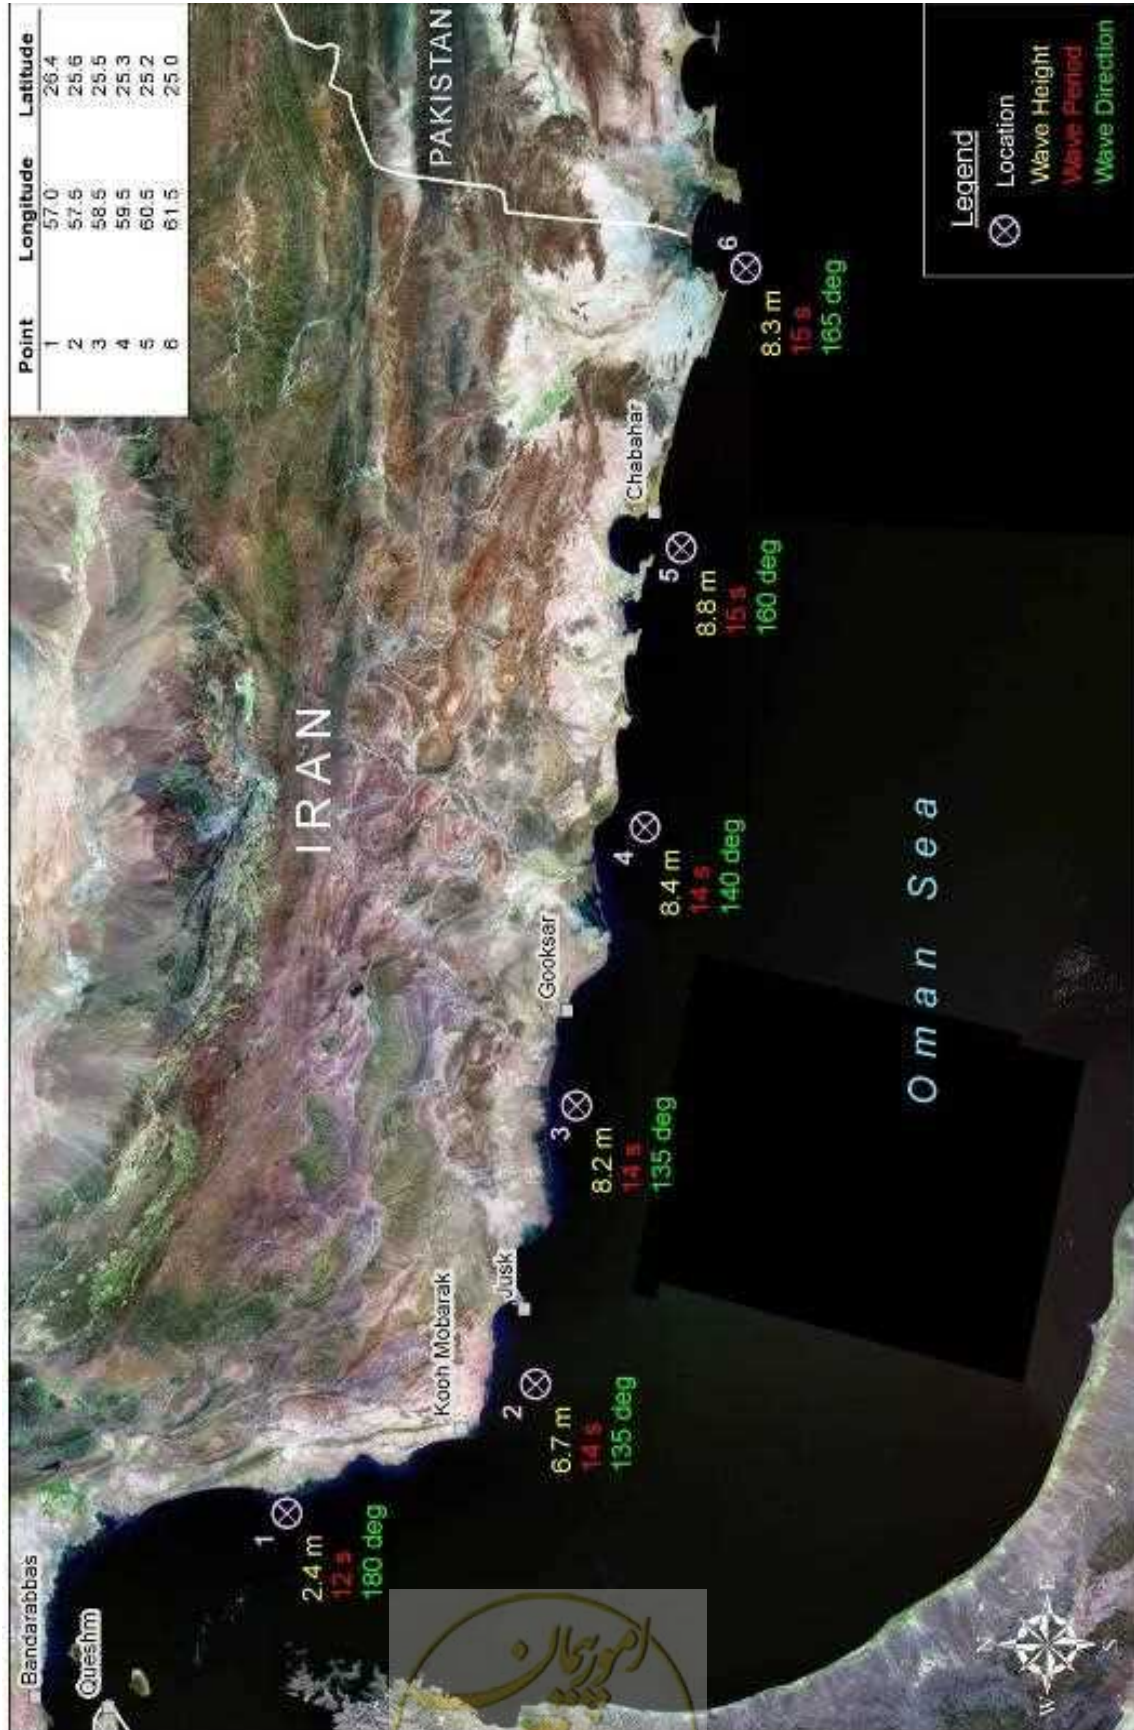 Point Longitude Latitude
1 57.0 26.4
2 57.5 25.6
3 58.5 25.5
4 59.5 25.3
5 60.5 25.2
6 61.5 25.0
Bandarabbas
Queshm
IRAN
PAKISTAN
Kooh Mobarak
Jusk
Gooksar
Chabahar
1
2.4 m
12 s
180 deg
2
6.7 m
14 s
135 deg
3
8.2 m
14 s
135 deg
4
8.4 m
14 s
140 deg
5
8.8 m
15 s
160 deg
6
8.3 m
15 s
165 deg
Oman Sea
Legend
Location
Wave Height
Wave Period
Wave Direction
N
W E
S
امور پیمان